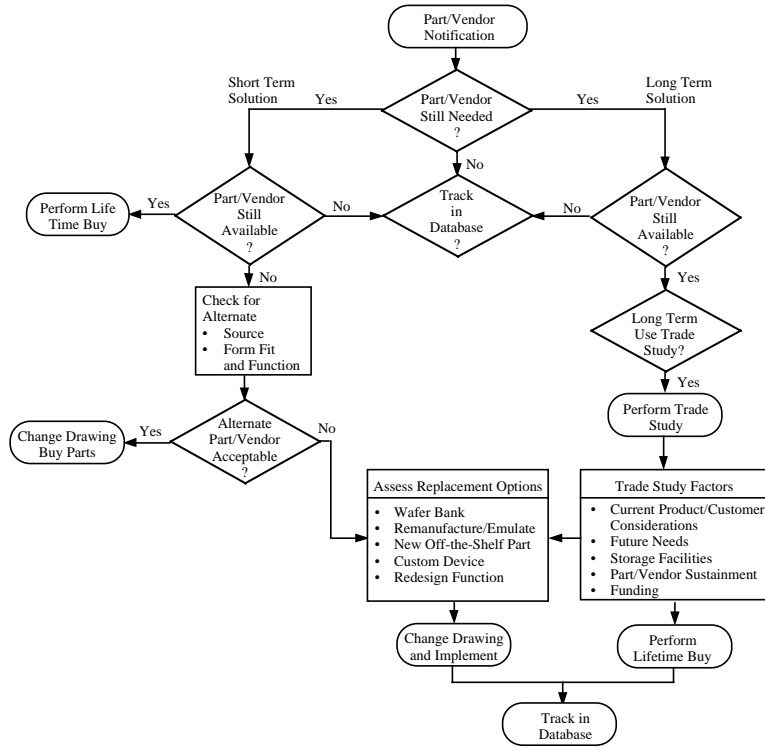 Part/Vendor
Notification
Short Term
Solution
Yes
Part/Vendor
Still Needed
?
Yes
Long Term
Solution
No
Perform Life
Time Buy
Yes
Part/Vendor
Still
Available
?
No
Track
in
Database
?
No
Part/Vendor
Still
Available
?
No
Yes
Check for
Alternate
• Source
• Form Fit
and Function
Long Term
Use Trade
Study?
Yes
Perform Trade
Study
Change Drawing
Buy Parts
Yes
Alternate
Part/Vendor
Acceptable
?
No
Assess Replacement Options
• Wafer Bank
• Remanufacture/Emulate
• New Off-the-Shelf Part
• Custom Device
• Redesign Function
Trade Study Factors
• Current Product/Customer
Considerations
• Future Needs
• Storage Facilities
• Part/Vendor Sustainment
• Funding
Change Drawing
and Implement
Perform
Lifetime Buy
Track in
Database